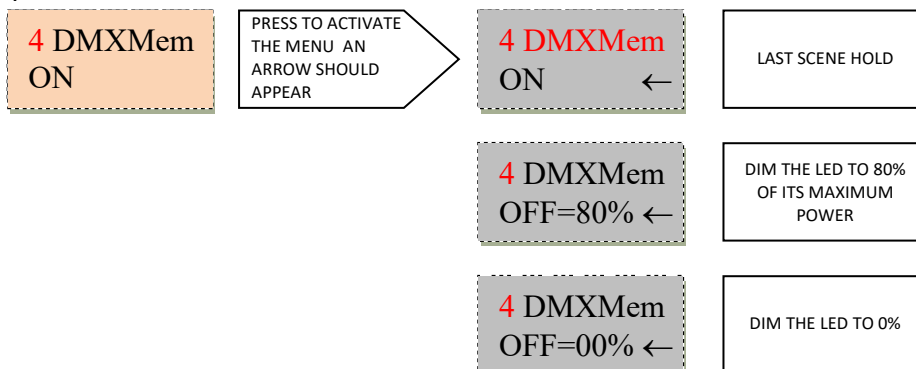 4 DMXMem
ON
PRESS TO ACTIVATE
THE MENU AN
ARROW SHOULD
APPEAR
4 DMXMem
ON ←
LAST SCENE HOLD
4 DMXMem
OFF=80% ←
DIM THE LED TO 80%
OF ITS MAXIMUM
POWER
4 DMXMem
OFF=00% ←
DIM THE LED TO 0%